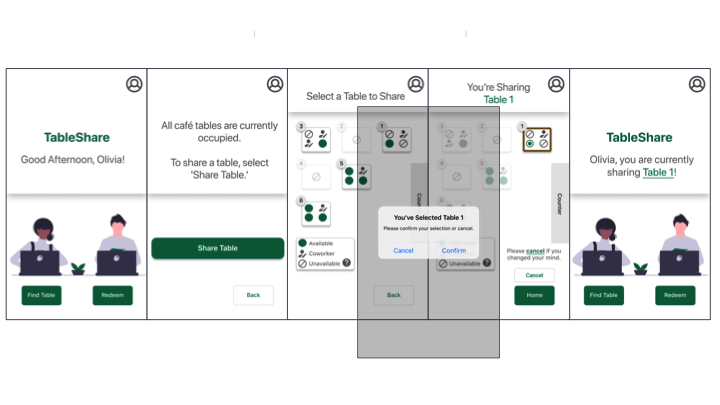 TableShare
Good Afternoon, Olivia!
Find Table
Redeem
All café tables are currently
occupied.
To share a table, select
'Share Table.'
Share Table
Back
Select a Table to Share
3
2
1
4
5
6
Available
Coworker
Unavailable ?
Back
You've Selected Table 1
Please confirm your selection or cancel.
Cancel
Confirm
You're Sharing
Table 1
3
2
1
4
5
Counter
Unavailable ?
Please cancel if you
changed your mind.
Cancel
Home
TableShare
Olivia, you are currently
sharing Table 1!
Find Table
Redeem